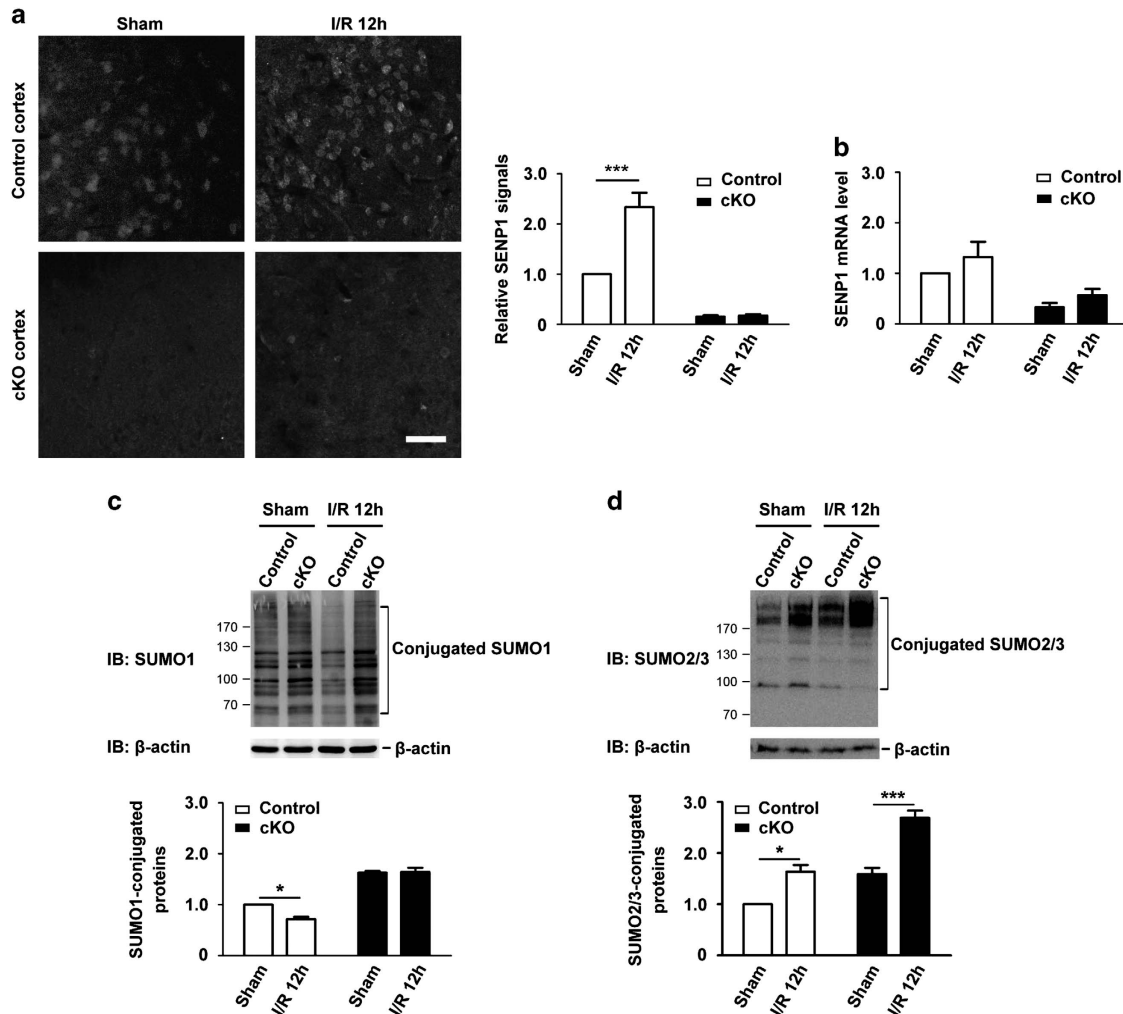 a
Sham
I/R 12h
Control cortex
cKO cortex
Relative SENP1 signals
3.0
2.0
1.0
0
***
Control
cKO
Sham
I/R 12h
Sham
I/R 12h
b
SENP1 mRNA level
3.0
2.0
1.0
0
Control
cKO
Sham
I/R 12h
Sham
I/R 12h
c
Sham
I/R 12h
Control
cKO
Control
cKO
IB: SUMO1
170
130
100
70
Conjugated SUMO1
IB: β-actin
β-actin
SUMO1-conjugated
proteins
3.0
2.0
1.0
0
Control
cKO
*
Sham
I/R 12h
Sham
I/R 12h
d
Sham
I/R 12h
Control
cKO
Control
cKO
IB: SUMO2/3
170
130
100
70
Conjugated SUMO2/3
IB: β-actin
β-actin
SUMO2/3-conjugated
proteins
3.0
2.0
1.0
0
Control
cKO
*
***
Sham
I/R 12h
Sham
I/R 12h